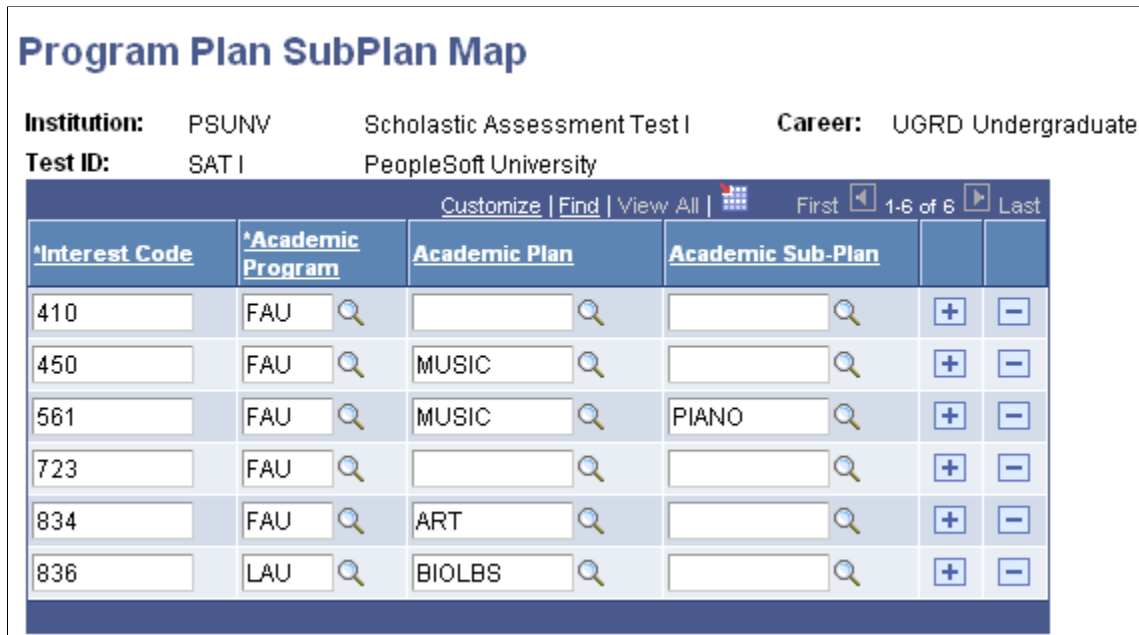 Program Plan SubPlan Map
Institution: PSUNV Scholastic Assessment Test I Career: UGRD Undergraduate
Test ID: SAT I PeopleSoft University
Customize | Find | View All | First 1-6 of 6 Last
*Interest Code *Academic Program Academic Plan Academic Sub-Plan
410 FAU
450 FAU MUSIC
561 FAU MUSIC PIANO
723 FAU
834 FAU ART
836 LAU BIOLBS